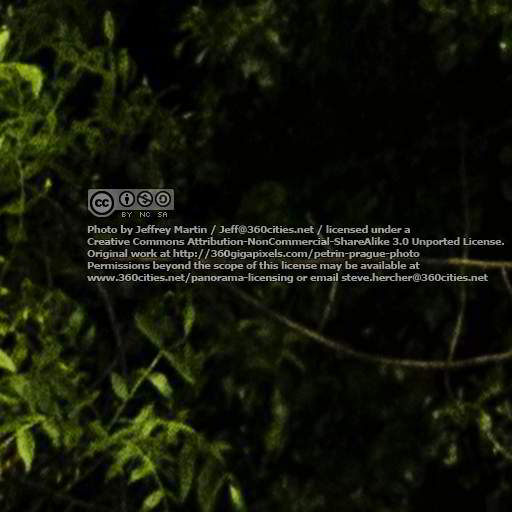 cc
BY NC SA
Photo by Jeffrey Martin / Jeff@360cities.net / licensed under a
Creative Commons Attribution-NonCommercial-ShareAlike 3.0 Unported License.
Original work at http://360gigapixels.com/petrin-prague-photo
Permissions beyond the scope of this license may be available at
www.360cities.net/panorama-licensing or email steve.hercher@360cities.net